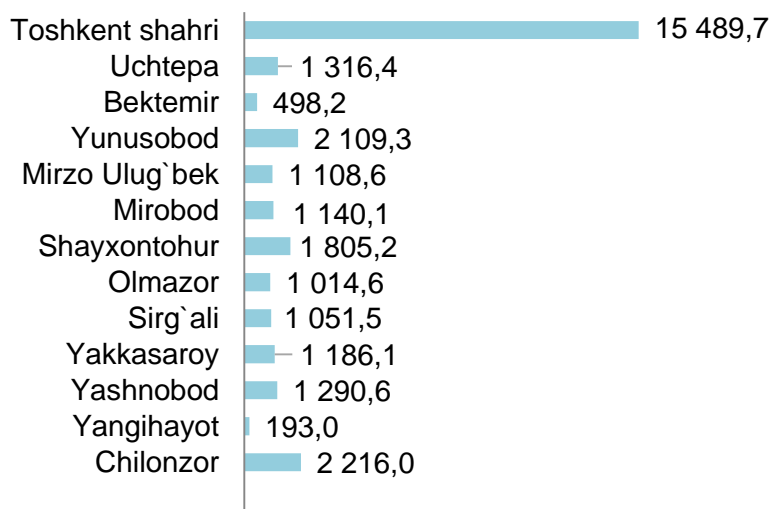 Toshkent shahri 15 489,7
Uchtepa 1 316,4
Bektemir 498,2
Yunusobod 2 109,3
Mirzo Ulug`bek 1 108,6
Mirobod 1 140,1
Shayxontohur 1 805,2
Olmazor 1 014,6
Sirg`ali 1 051,5
Yakkasaroy 1 186,1
Yashnobod 1 290,6
Yangihayot 193,0
Chilonzor 2 216,0